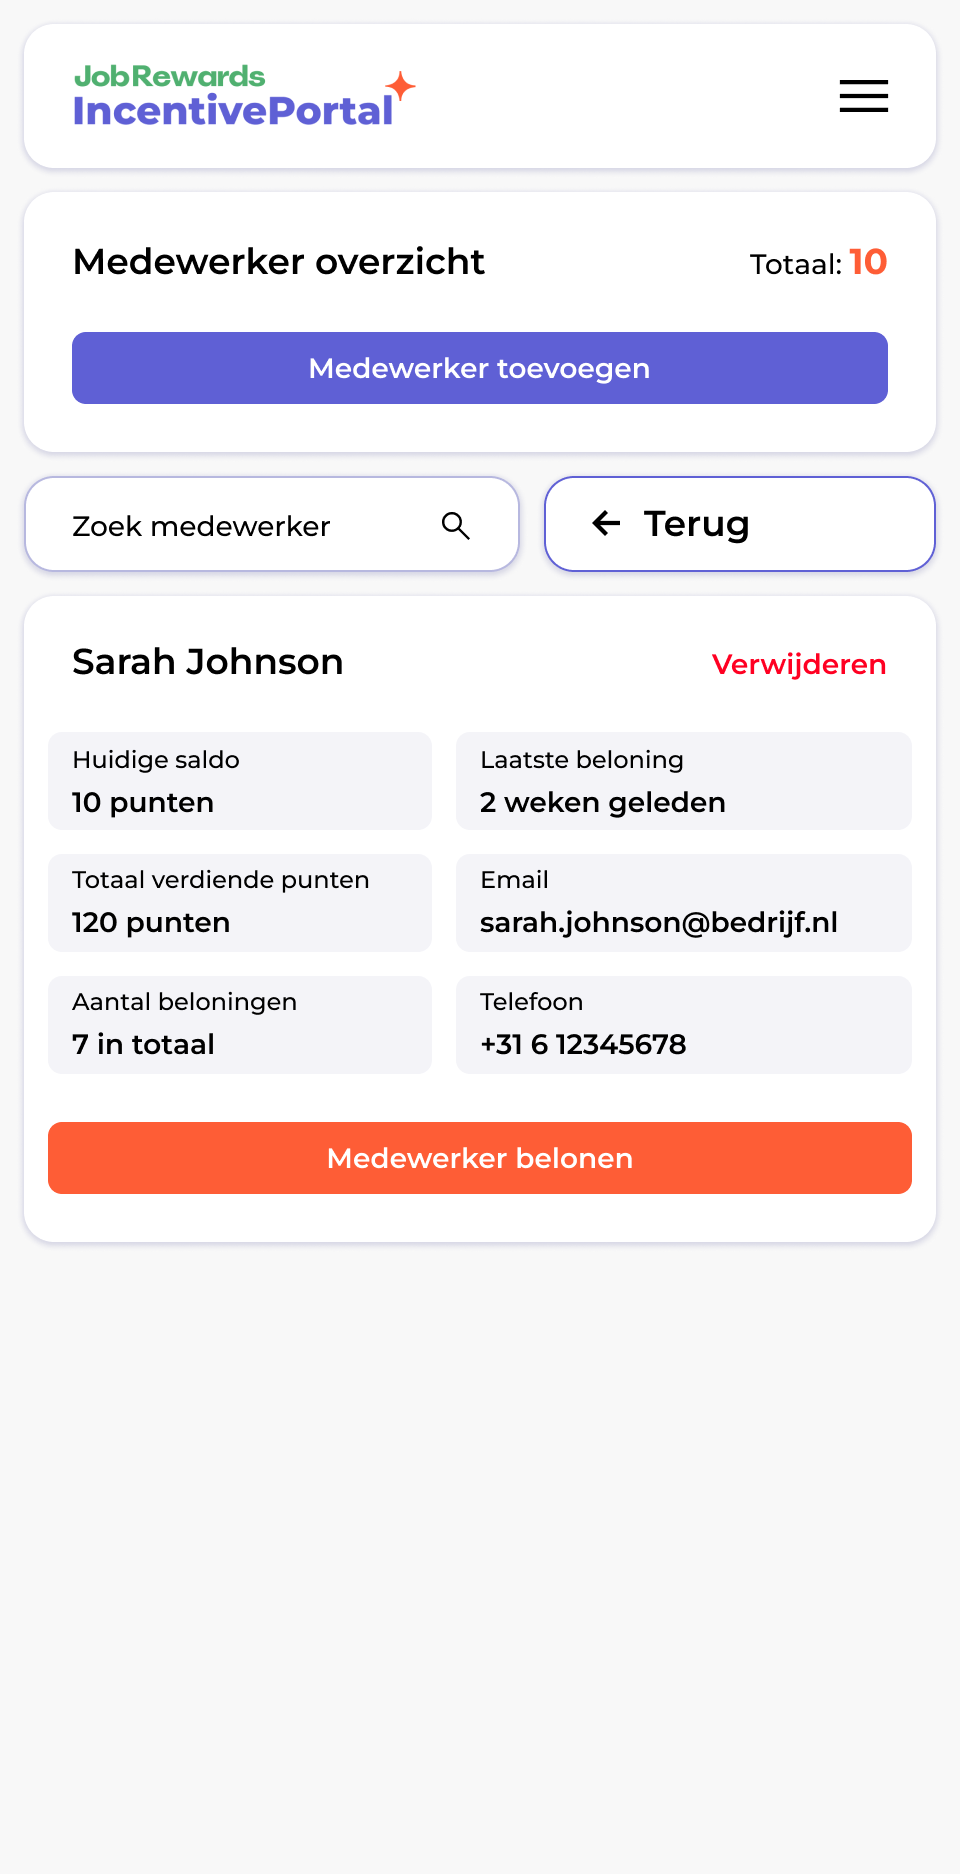 JobRewards
IncentivePortal
Medewerker overzicht
Totaal: 10
Medewerker toevoegen
Zoek medewerker
Terug
Sarah Johnson
Verwijderen
Huidige saldo
10 punten
Laatste beloning
2 weken geleden
Totaal verdiende punten
120 punten
Email
sarah.johnson@bedrijf.nl
Aantal beloningen
7 in totaal
Telefoon
+31 6 12345678
Medewerker belonen